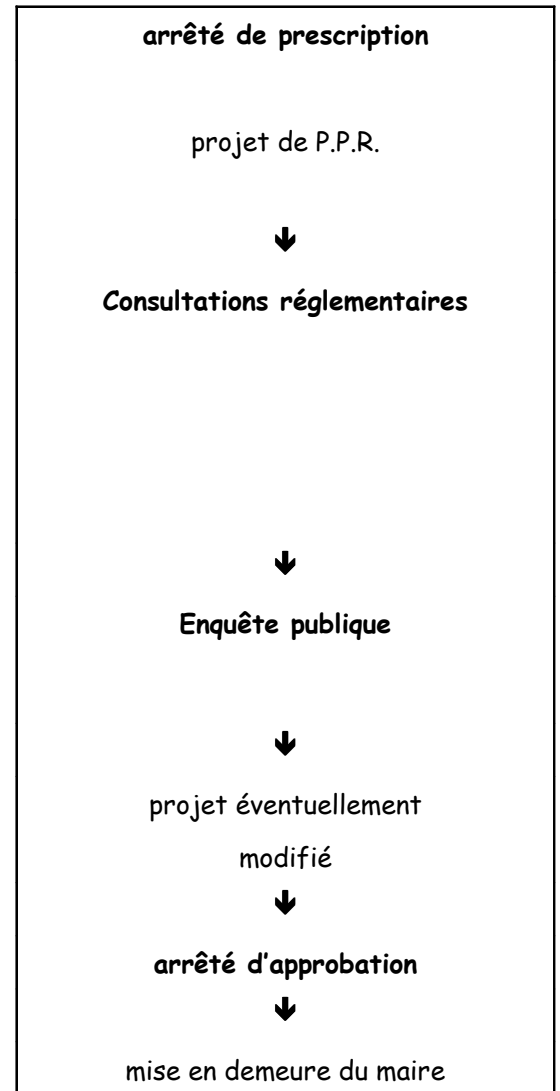 arrêté de prescription
projet de P.P.R.
🡻
Consultations réglementaires
🡻
Enquête publique
🡻
projet éventuellement
modifié
🡻
arrêté d'approbation
🡻
mise en demeure du maire